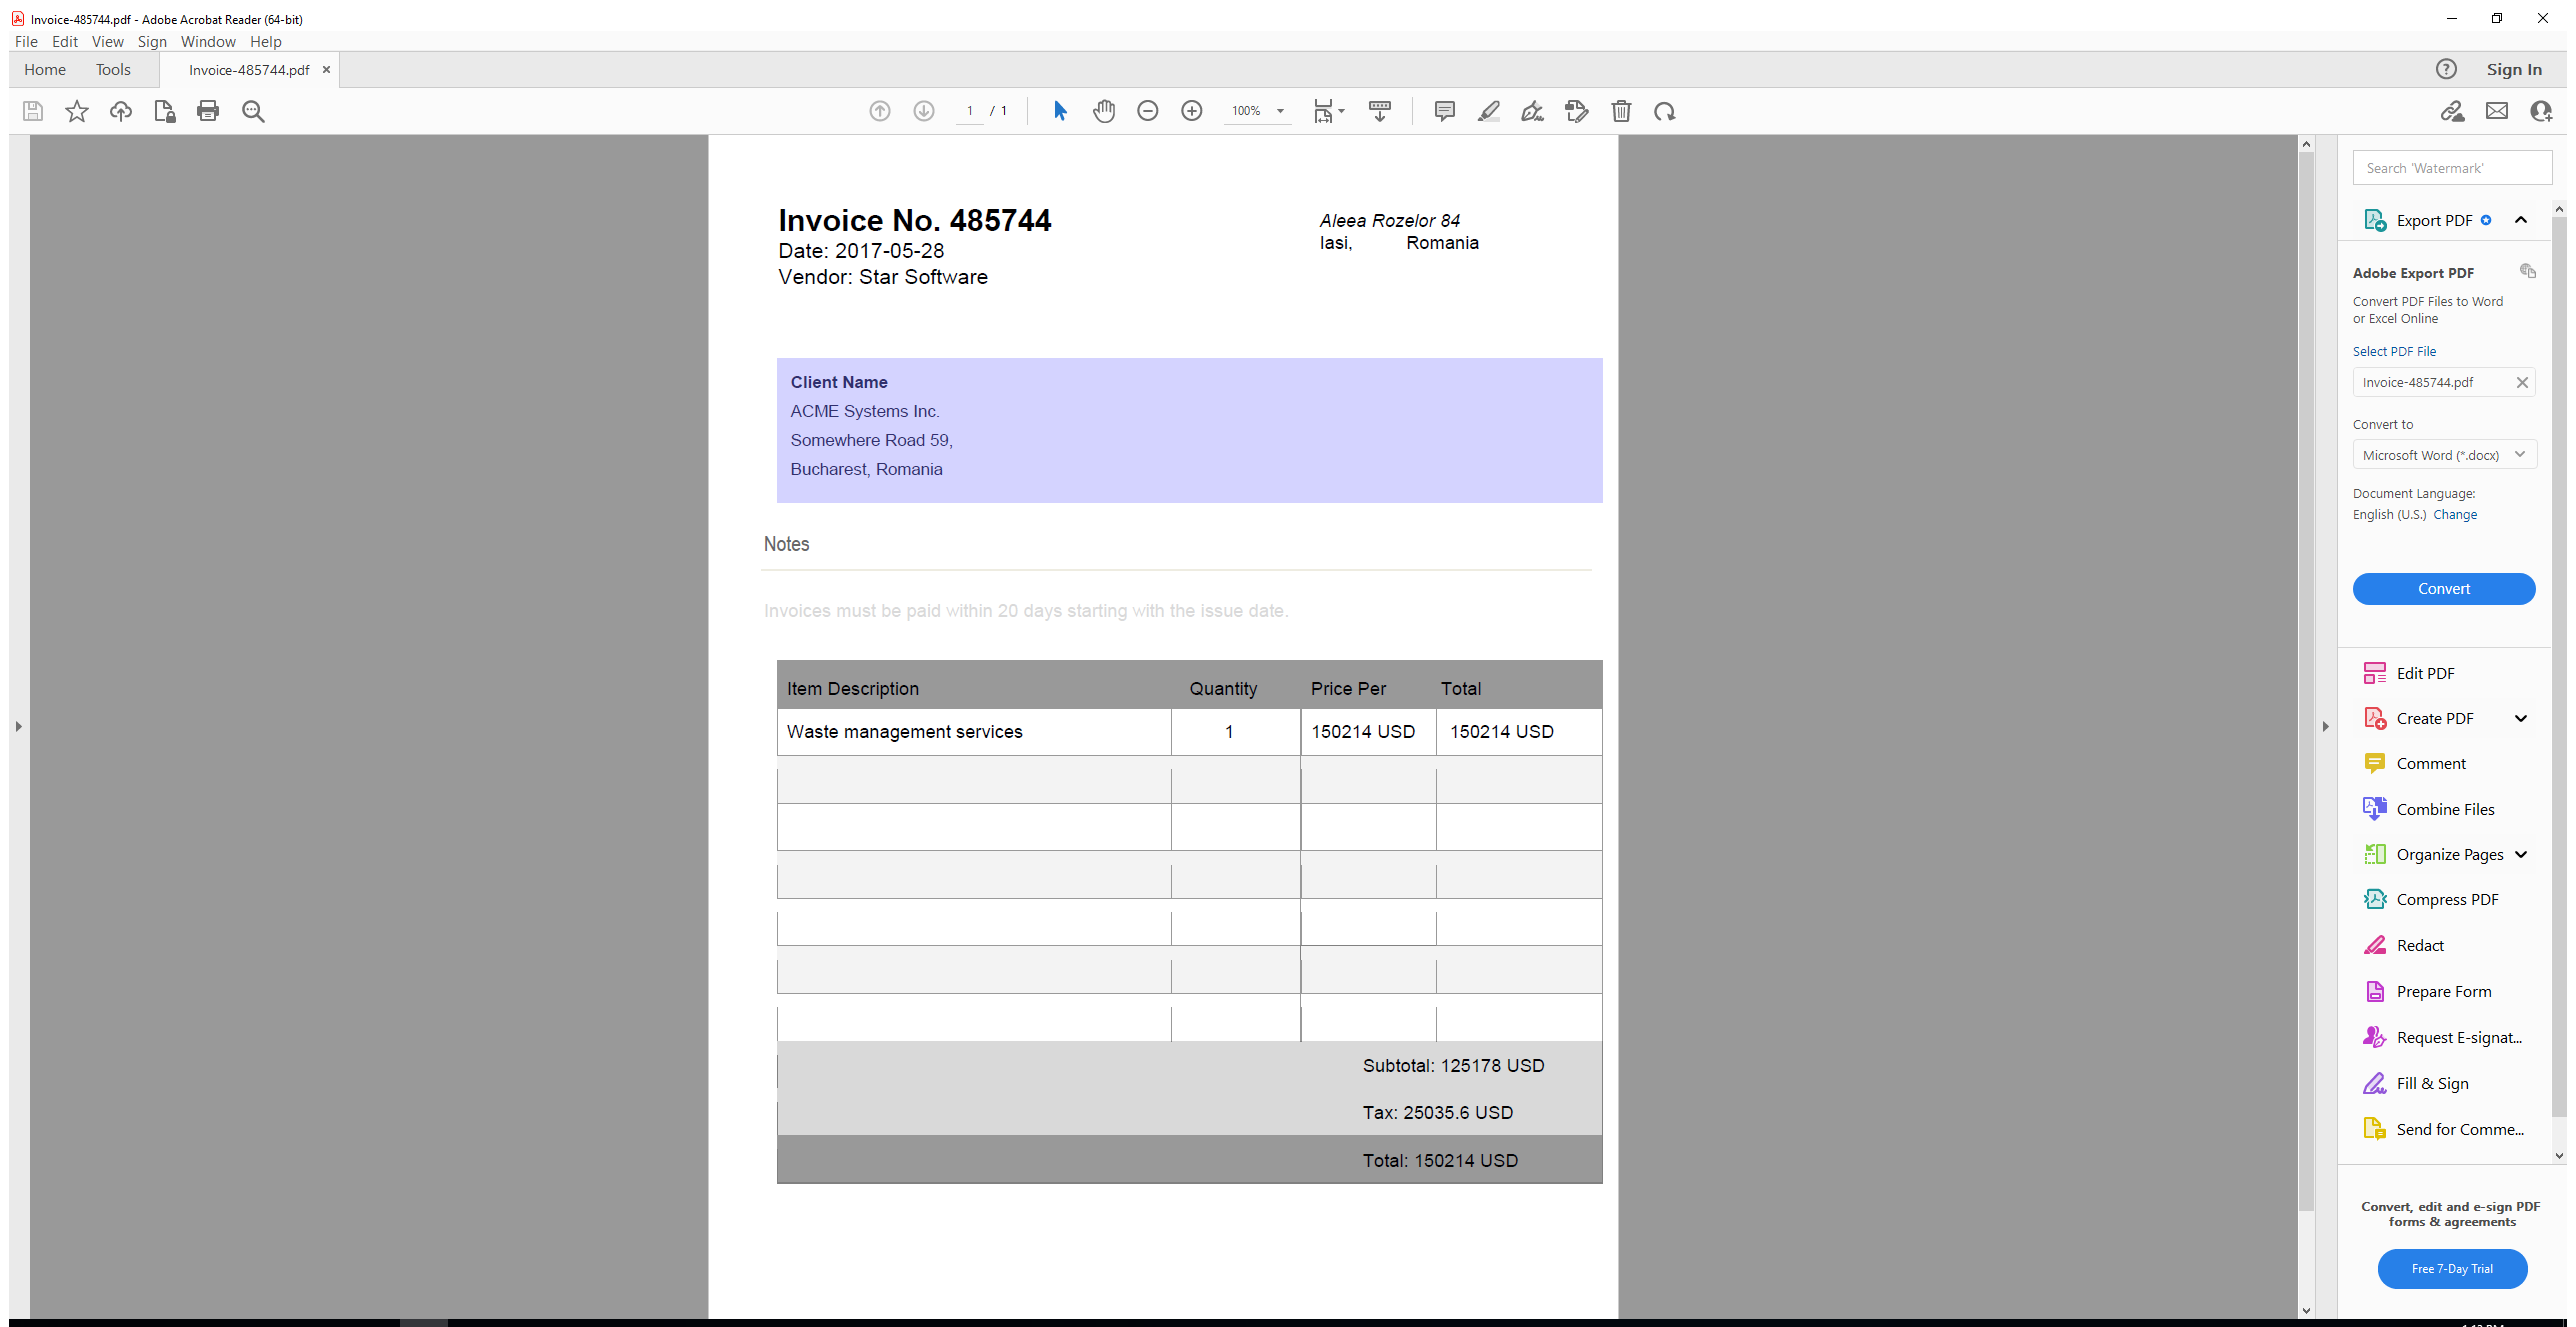 Invoice-485744.pdf - Adobe Acrobat Reader (64-bit)
File Edit View Sign Window Help
Home Tools Invoice-485744.pdf ×
Sign In
1 / 1
100%
Invoice No. 485744
Date: 2017-05-28
Vendor: Star Software
Aleea Rozelor 84
Iasi, Romania
Client Name
ACME Systems Inc.
Somewhere Road 59,
Bucharest, Romania
Notes
Invoices must be paid within 20 days starting with the issue date.
Item Description Quantity Price Per Total
Waste management services 1 150214 USD 150214 USD
Subtotal: 125178 USD
Tax: 25035.6 USD
Total: 150214 USD
Search 'Watermark'
Export PDF
Adobe Export PDF
Convert PDF Files to Word
or Excel Online
Select PDF File
Invoice-485744.pdf
Convert to
Microsoft Word (*.docx)
Document Language:
English (U.S.) Change
Convert
Edit PDF
Create PDF
Comment
Combine Files
Organize Pages
Compress PDF
Redact
Prepare Form
Request E-signat...
Fill & Sign
Send for Comme...
Convert, edit and e-sign PDF
forms & agreements
Free 7-Day Trial